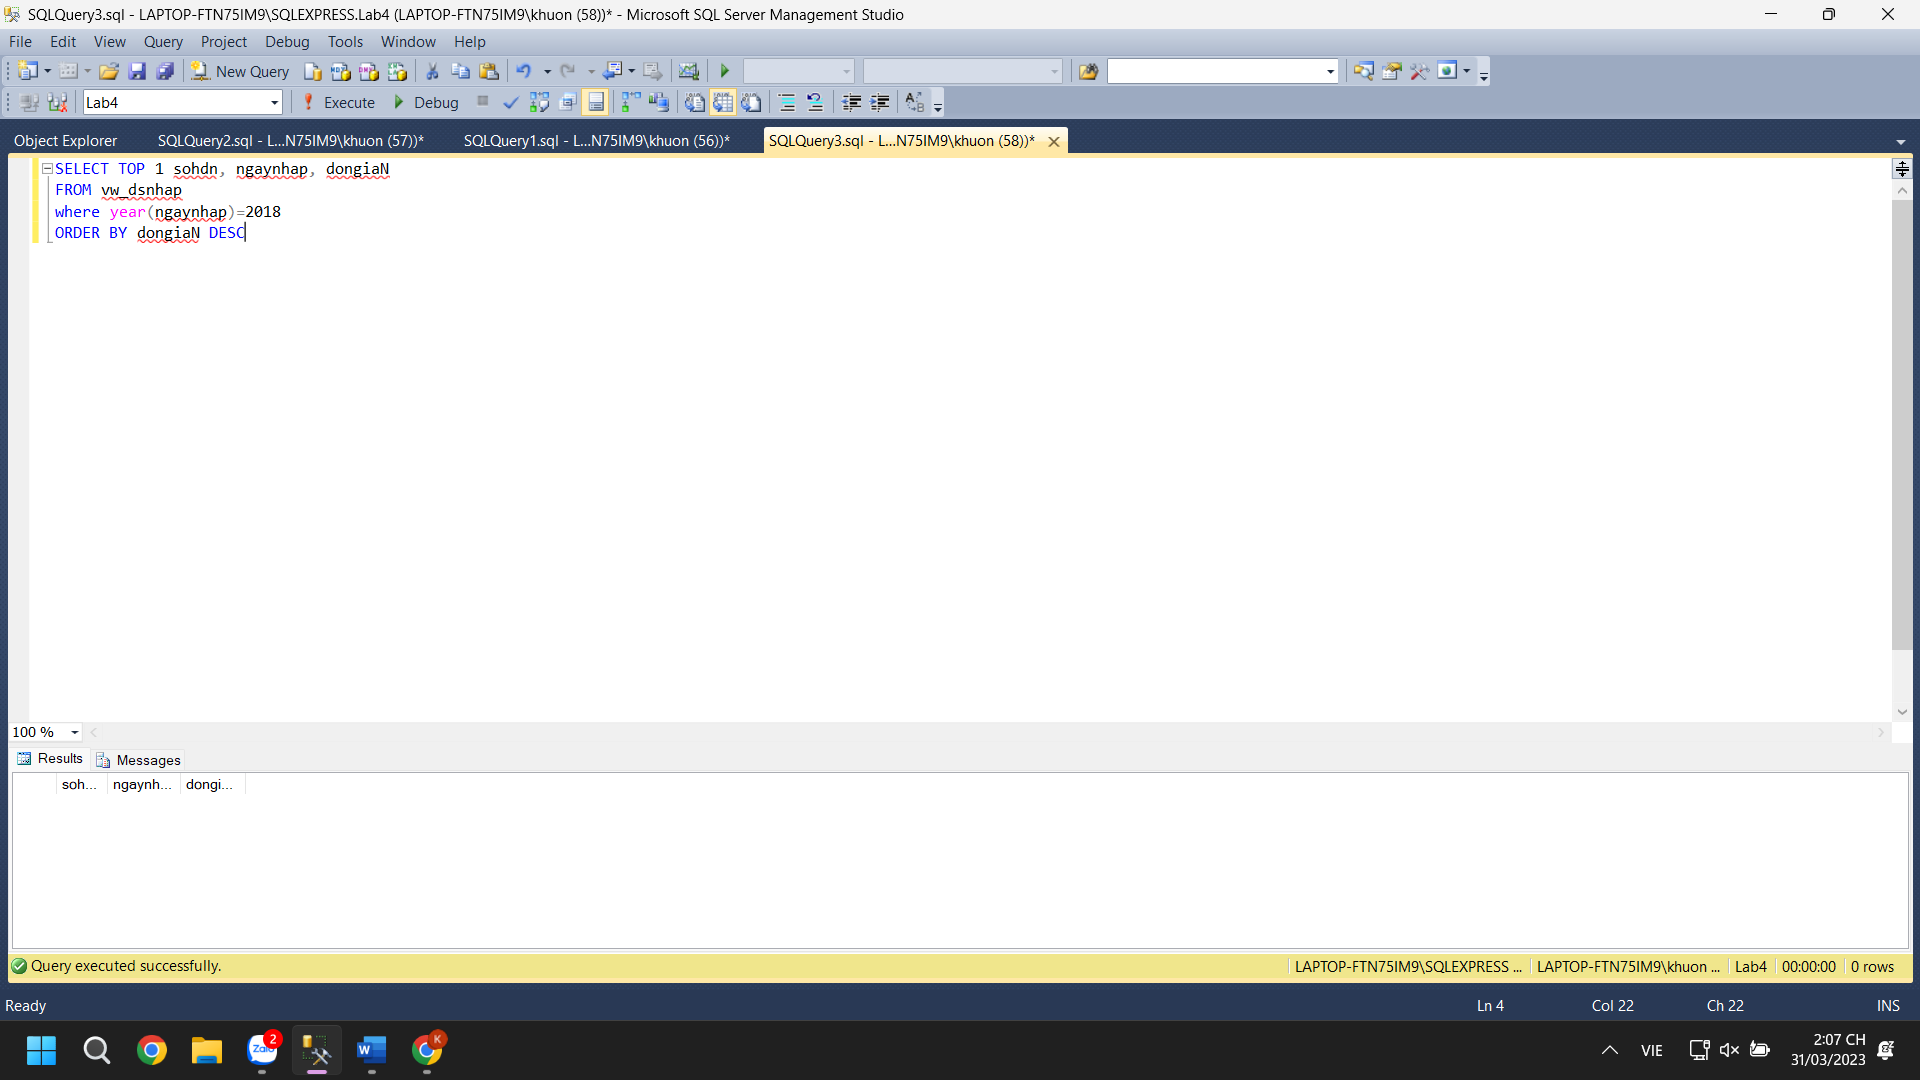 SQLQuery3.sql - LAPTOP-FTN75IM9\SQLEXPRESS.Lab4 (LAPTOP-FTN75IM9\khuon (58))* - Microsoft SQL Server Management Studio
File Edit View Query Project Debug Tools Window Help
New Query
Lab4 Execute Debug
Object Explorer SQLQuery2.sql - L...N75IM9\khuon (57))* SQLQuery1.sql - L...N75IM9\khuon (56))* SQLQuery3.sql - L...N75IM9\khuon (58))*
SELECT TOP 1 sohdn, ngaynhap, dongiaN
FROM vw_dsnhap
where year(ngaynhap)=2018
ORDER BY dongiaN DESC
100 %
Results Messages
soh... ngaynh... dongi...
Query executed successfully. LAPTOP-FTN75IM9\SQLEXPRESS ... LAPTOP-FTN75IM9\khuon ... Lab4 00:00:00 0 rows
Ready Ln 4 Col 22 Ch 22 INS
Zalo 2 W K VIE 2:07 CH
31/03/2023